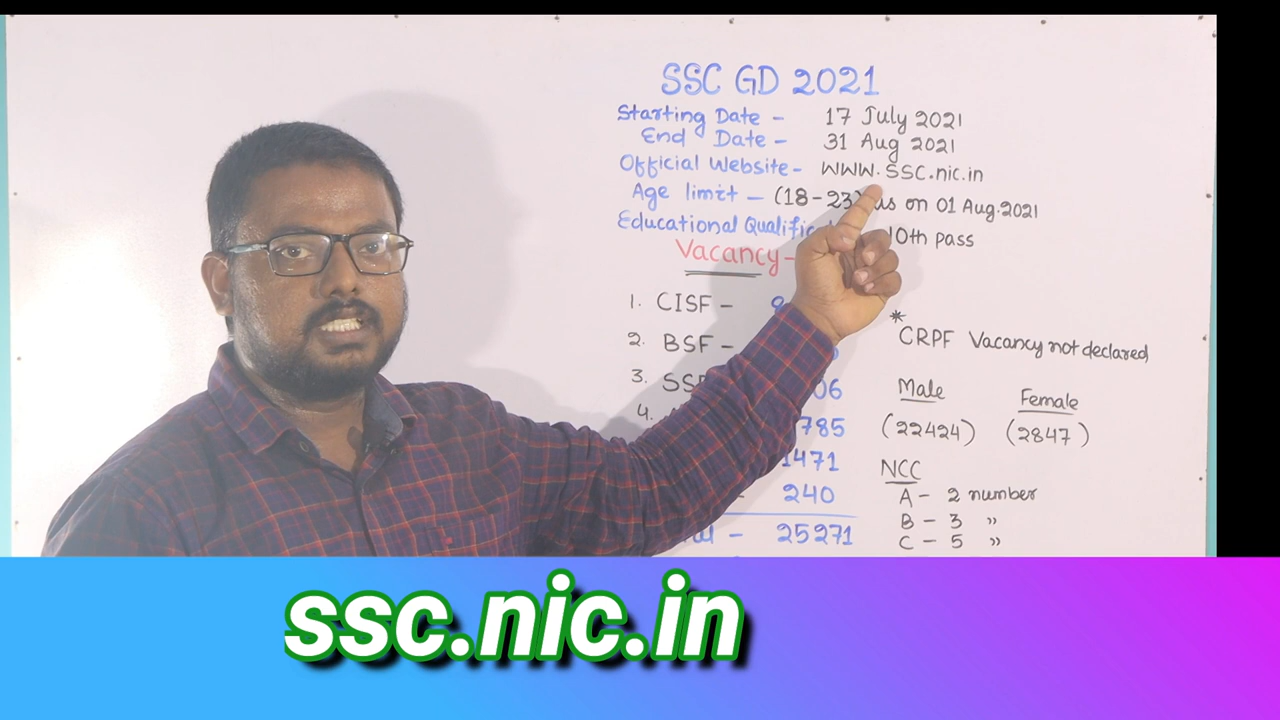 SSC GD 2021
Starting Date - 17 July 2021
End Date - 31 Aug 2021
Official Website - www.ssc.nic.in
Age limit - (18-23) as on 01 Aug.2021
Educational 10th pass
Vacancy -
1. CISF -
2. BSF -
* CRPF Vacancy not declared
3.
4. 785
1471
- 240
- 25271
Male Female
(22424) (2847)
NCC
A - 2 number
B - 3 "
C - 5 "
ssc.nic.in